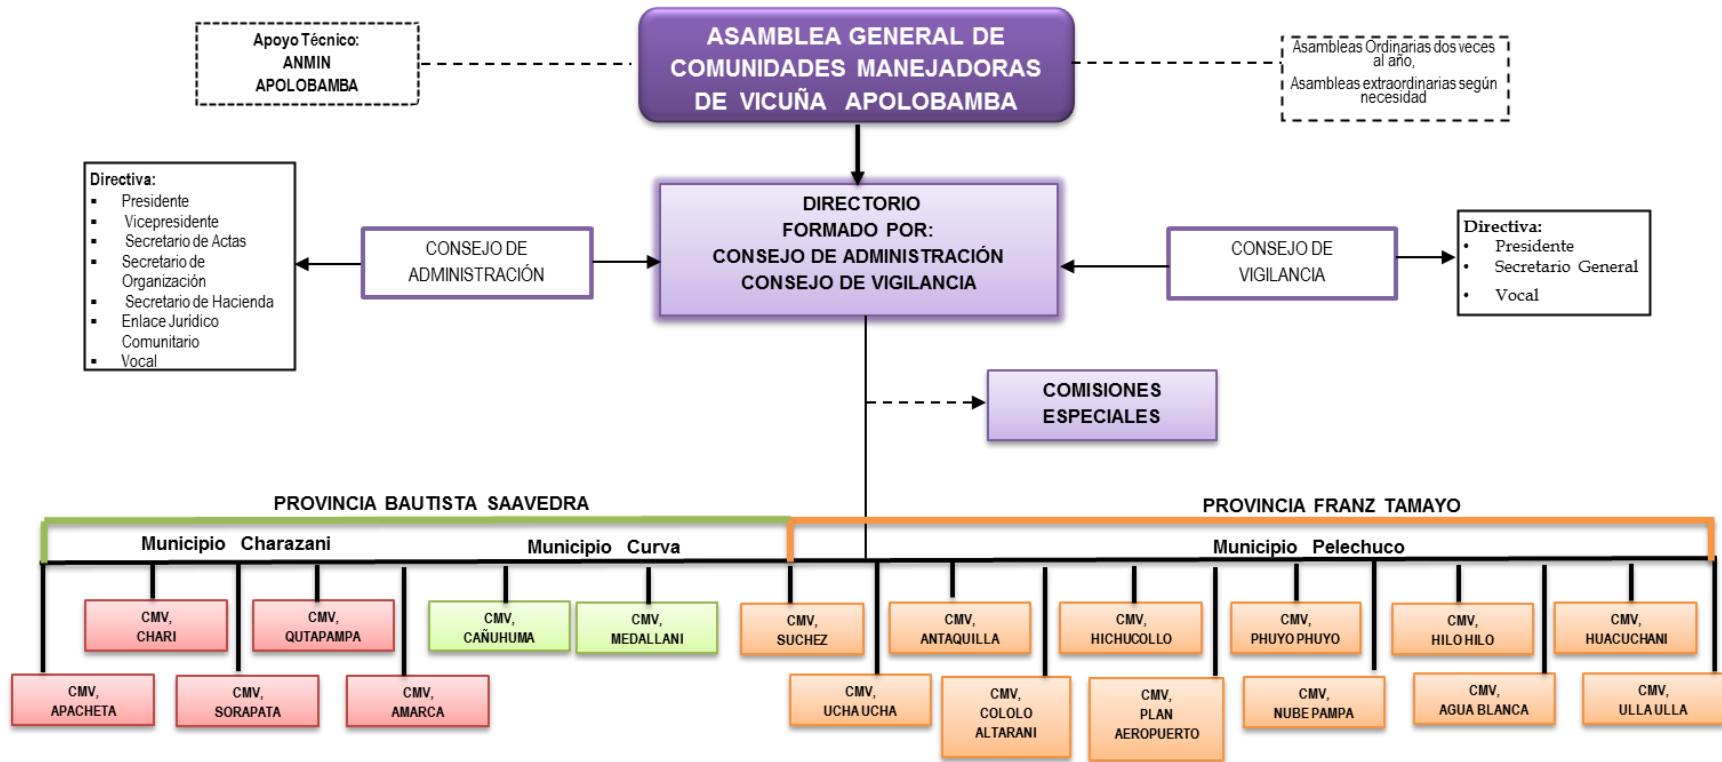 Apoyo Técnico:
ANMIN
APOLOBAMBA
ASAMBLEA GENERAL DE
COMUNIDADES MANEJADORAS
DE VICUÑA APOLOBAMBA
Asambleas Ordinarias dos veces
al año,
Asambleas extraordinarias según
necesidad
Directiva:
▪ Presidente
▪ Vicepresidente
▪ Secretario de Actas
▪ Secretario de
Organización
▪ Secretario de Hacienda
▪ Enlace Jurídico
Comunitario
▪ Vocal
CONSEJO DE
ADMINISTRACIÓN
DIRECTORIO
FORMADO POR:
CONSEJO DE ADMINISTRACIÓN
CONSEJO DE VIGILANCIA
CONSEJO DE
VIGILANCIA
Directiva:
• Presidente
• Secretario General
• Vocal
COMISIONES
ESPECIALES
PROVINCIA BAUTISTA SAAVEDRA
PROVINCIA FRANZ TAMAYO
Municipio Charazani
Municipio Curva
Municipio Pelechuco
CMV,
CHARI
CMV,
QUTAPAMPA
CMV,
CAÑUHUMA
CMV,
MEDALLANI
CMV,
SUCHEZ
CMV,
ANTAQUILLA
CMV,
HICHUCOLLO
CMV,
PHUYO PHUYO
CMV,
HILO HILO
CMV,
HUACUCHANI
CMV,
APACHETA
CMV,
SORAPATA
CMV,
AMARCA
CMV,
UCHA UCHA
CMV,
COLOLO
ALTARANI
CMV,
PLAN
AEROPUERTO
CMV,
NUBE PAMPA
CMV,
AGUA BLANCA
CMV,
ULLA ULLA